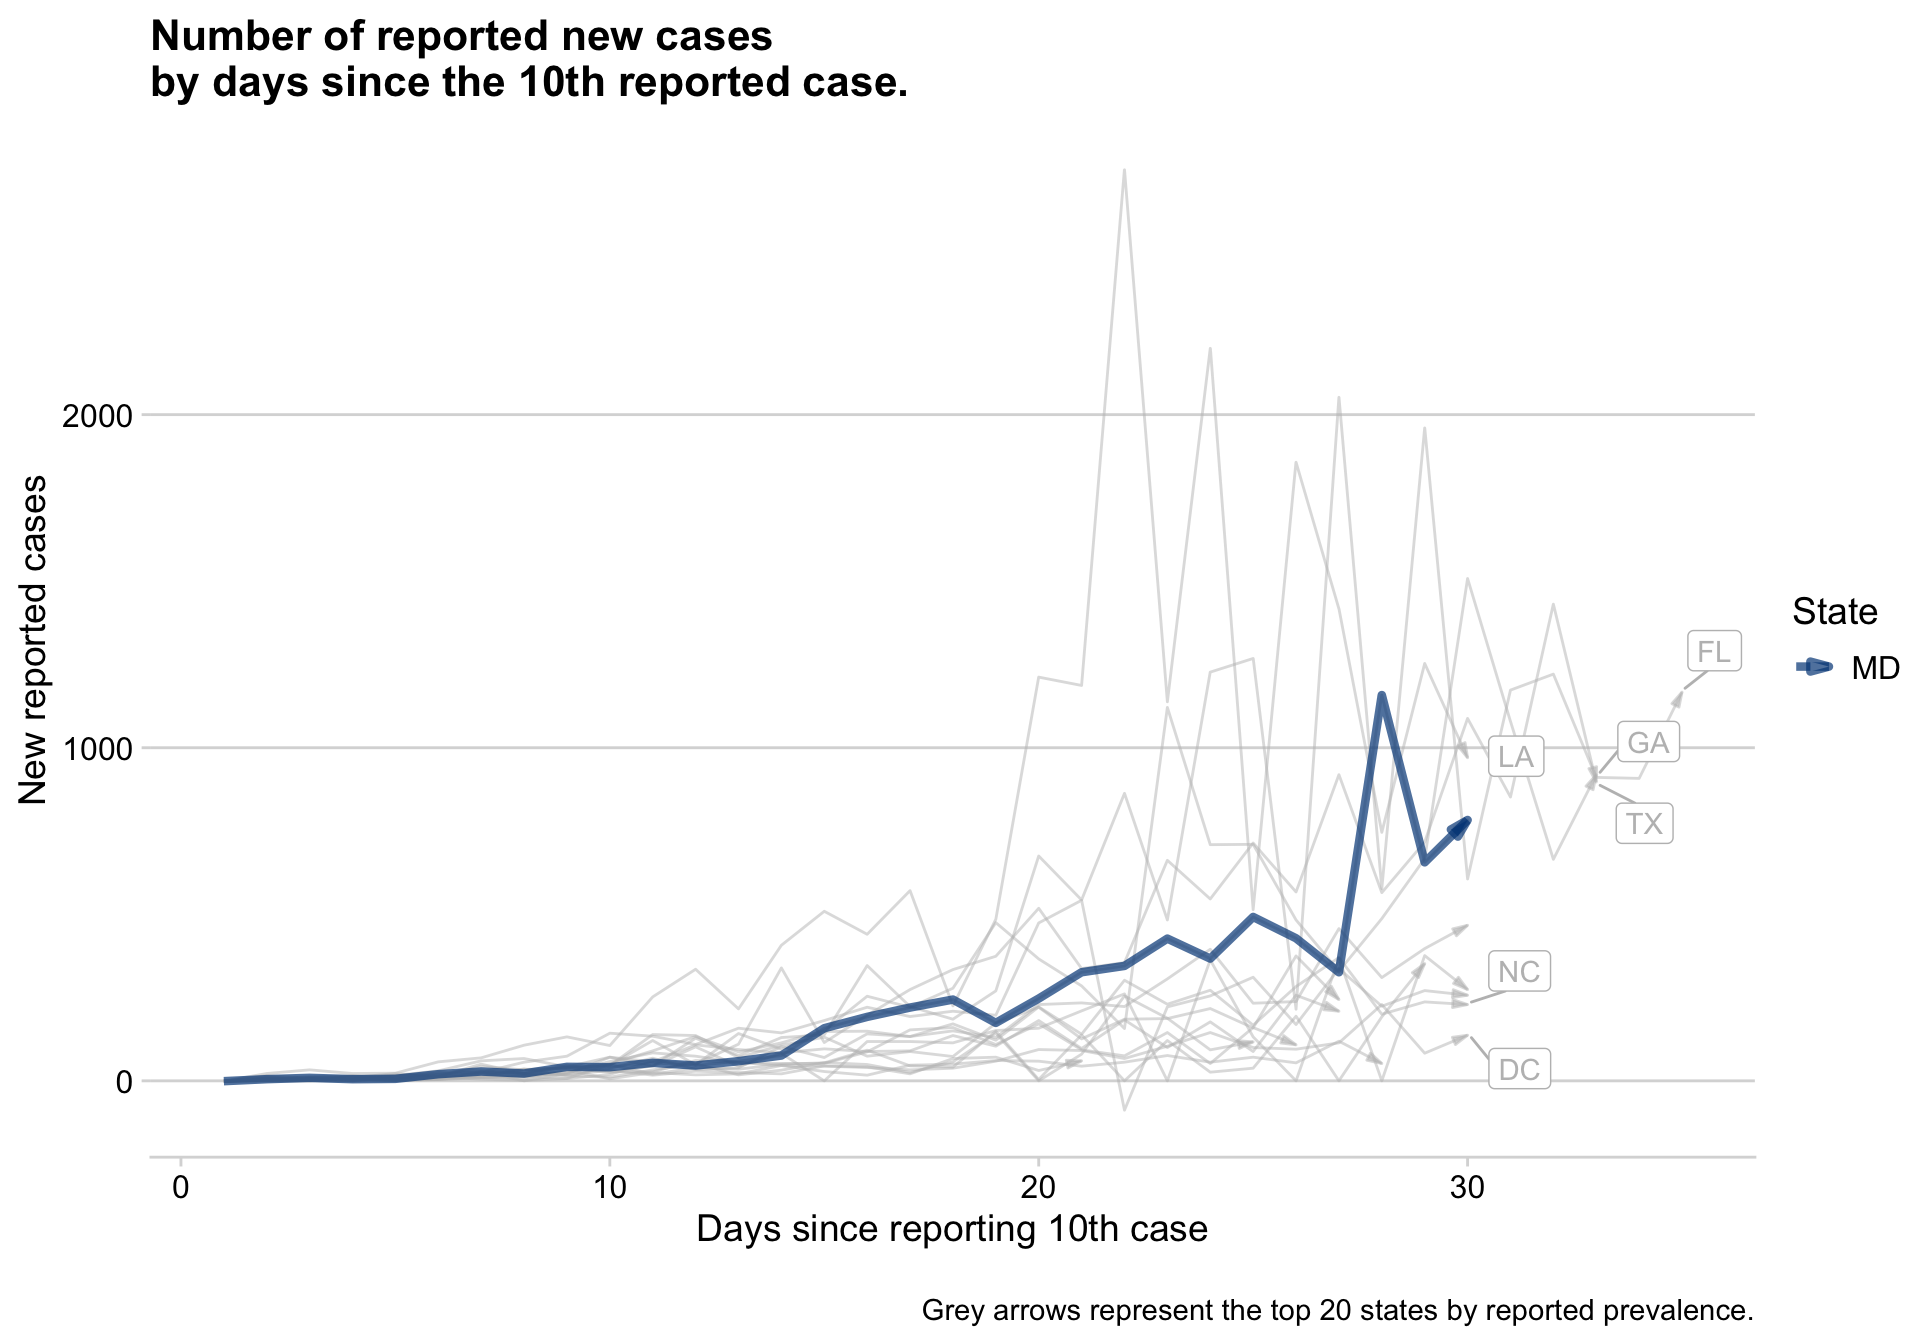 Number of reported new cases
by days since the 10th reported case.
New reported cases
2000
1000
0
0
10
20
30
Days since reporting 10th case
FL
GA
LA
TX
NC
DC
State
MD
Grey arrows represent the top 20 states by reported prevalence.